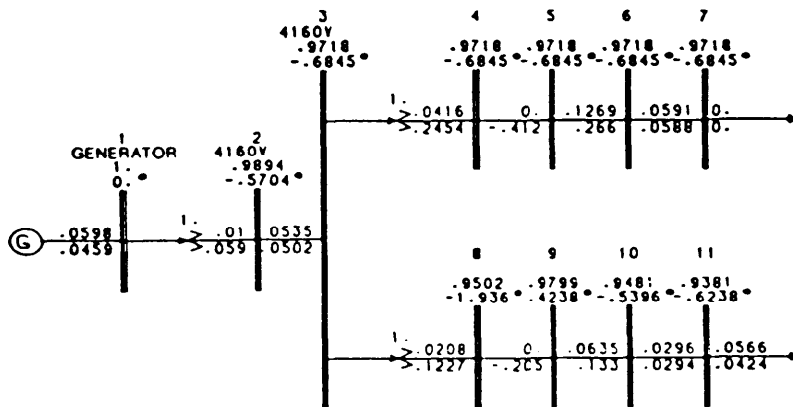 3
4160V
.9718
-.6845°
4 5 6 7
.9718 .9718 .9718 .9718
-.6845° -.6845° -.6845° -.6845°
1. .0416 0. .1269 .0591 0.
.2454 -.412 .266 .0588 0.
1
GENERATOR
1.
0.°
2
4160V
.9894
-.5704°
G .0598 1. .01 .0535
.0459 .059 .0502
8 9 10 11
.9502 .9799 .9481 .9381
-1.936° .4238° -.5396° -.6238°
1. .0208 0. .0635 .0296 .0566
.1227 -.205 .133 .0294 .0424